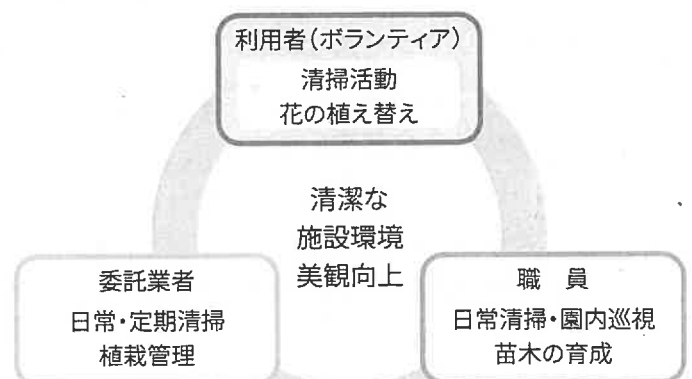 利用者(ボランティア)
清掃活動
花の植え替え
清潔な
施設環境
美観向上
委託業者
日常・定期清掃
植栽管理
職　員
日常清掃・園内巡視
苗木の育成